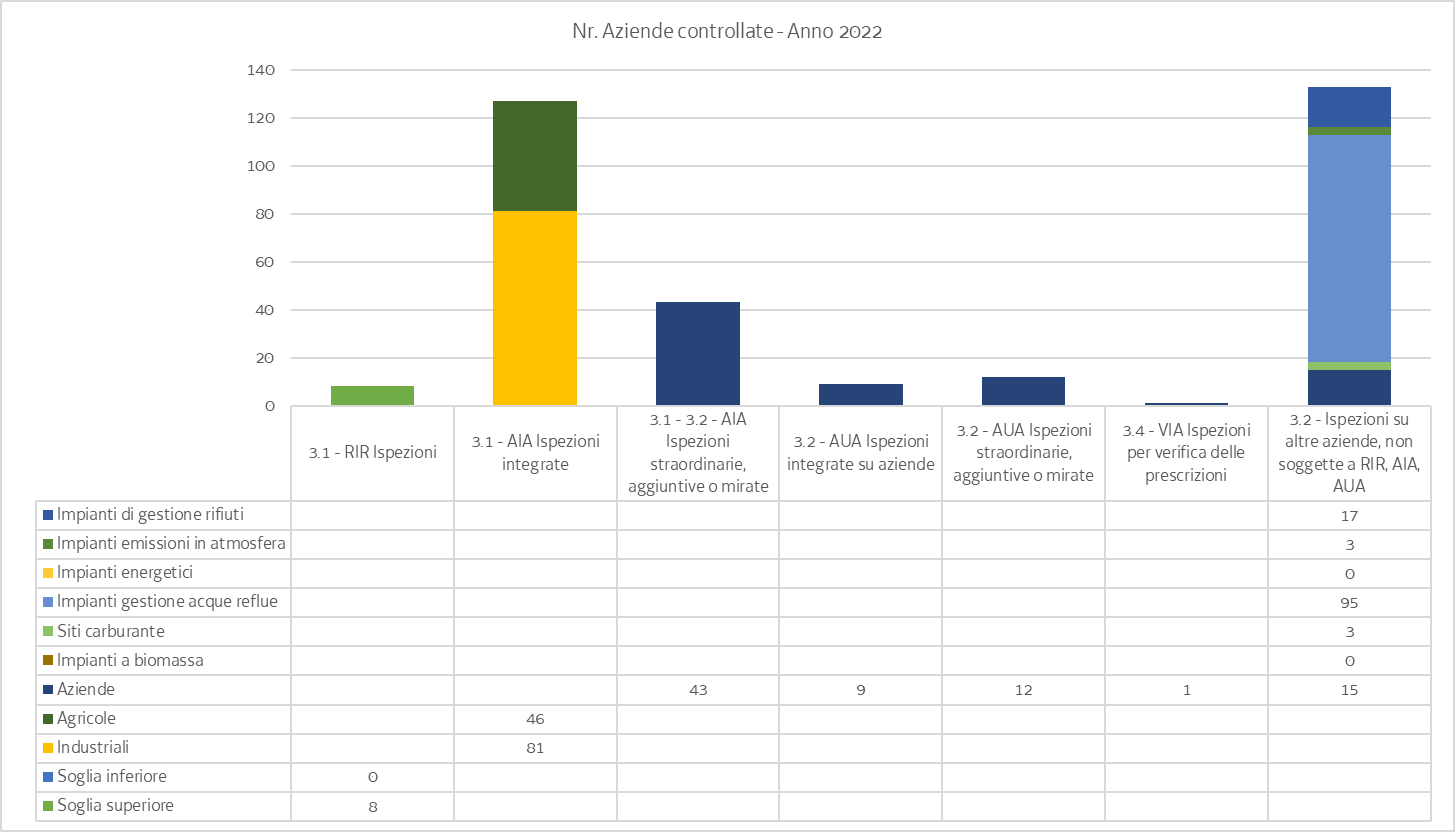 Nr. Aziende controllate - Anno 2022
140
120
100
80
60
40
20
0
3.1 - RIR Ispezioni
3.1 - AIA Ispezioni
integrate
3.1 - 3.2 - AIA
Ispezioni
straordinarie,
aggiuntive o mirate
3.2 - AUA Ispezioni
integrate su aziende
3.2 - AUA Ispezioni
straordinarie,
aggiuntive o mirate
3.4 - VIA Ispezioni
per verifica delle
prescrizioni
3.2 - Ispezioni su
altre aziende, non
soggette a RIR, AIA,
AUA
Impianti di gestione rifiuti 17
Impianti emissioni in atmosfera 3
Impianti energetici 0
Impianti gestione acque reflue 95
Siti carburante 3
Impianti a biomassa 0
Aziende 43 9 12 1 15
Agricole 46
Industriali 81
Soglia inferiore 0
Soglia superiore 8